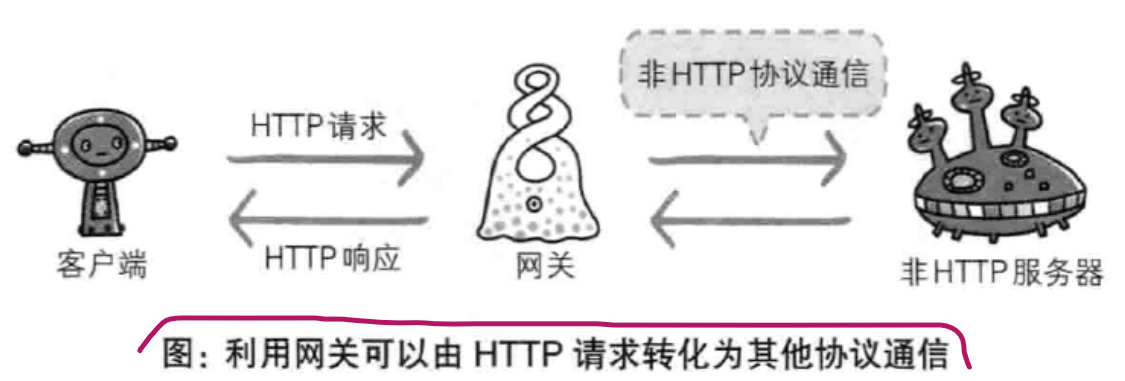 非HTTP协议通信
HTTP请求
HTTP响应
客户端
网关
非HTTP服务器
图：利用网关可以由 HTTP 请求转化为其他协议通信